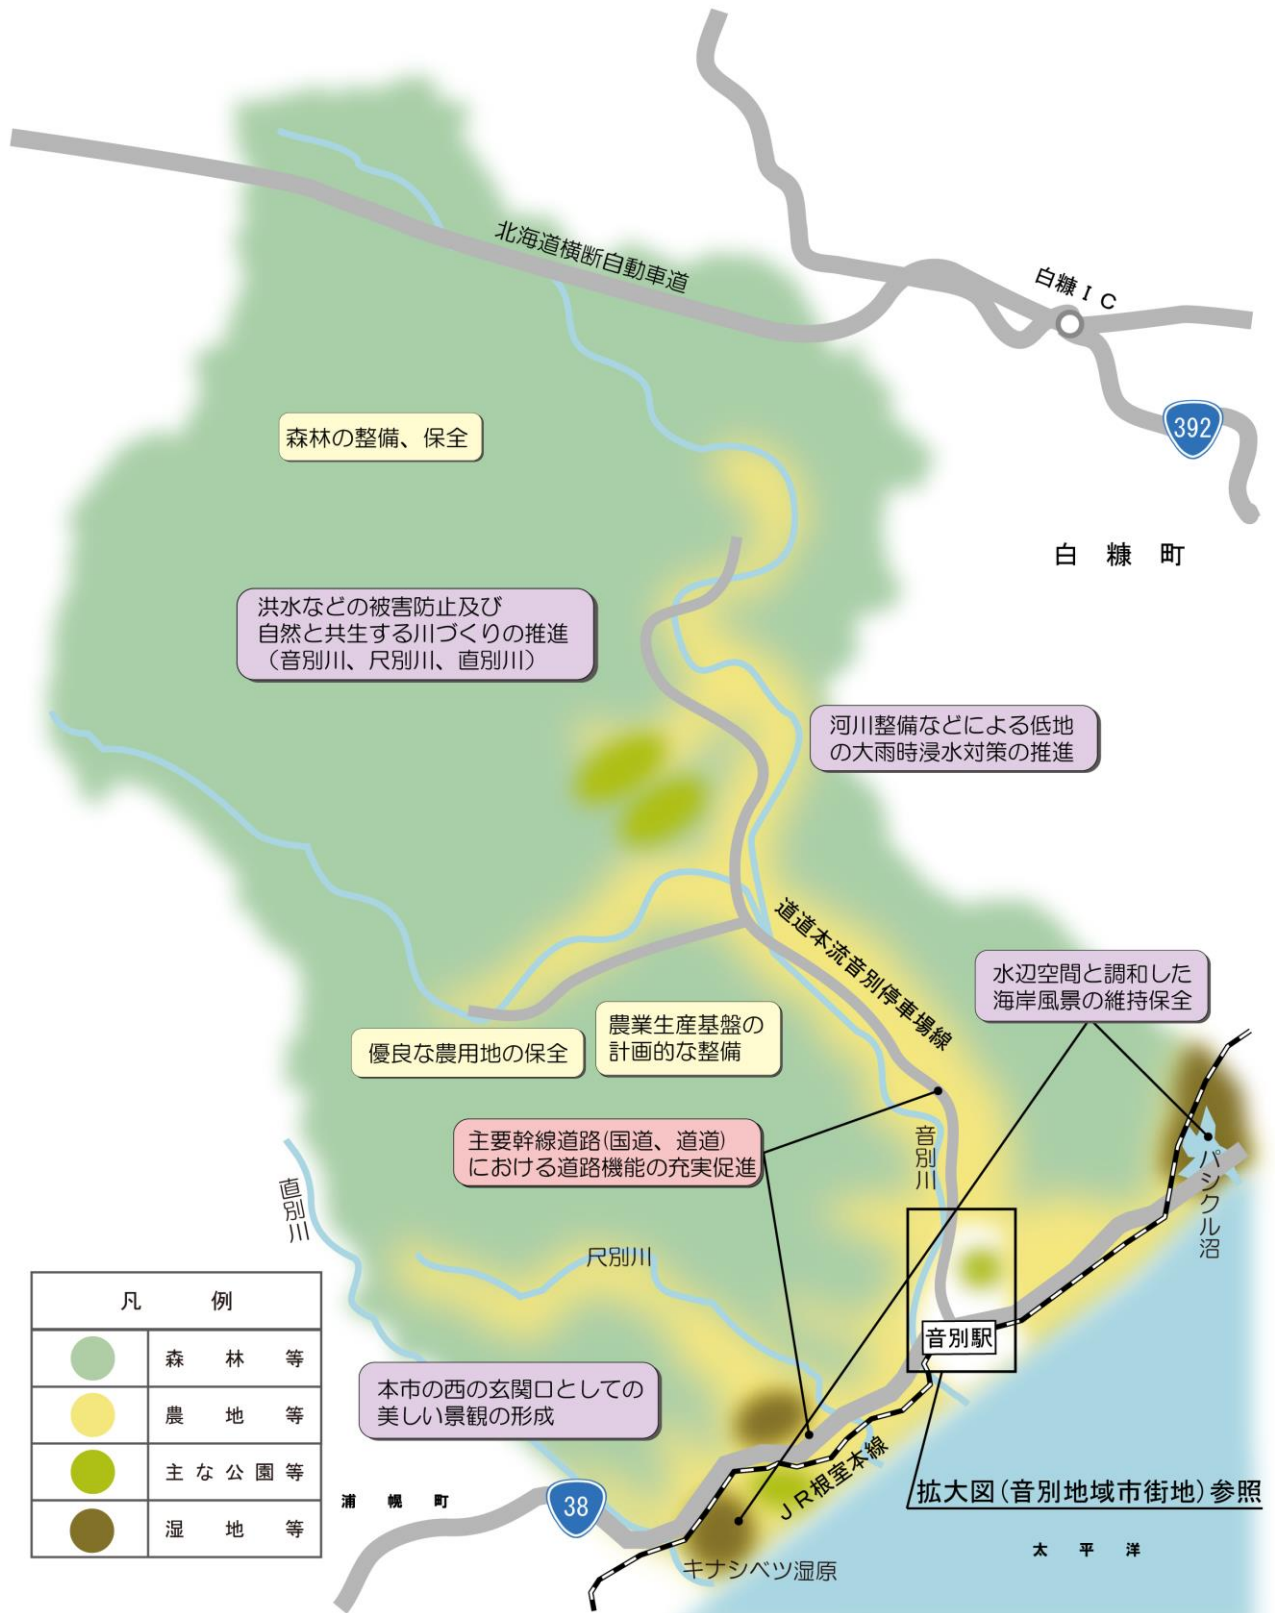 北海道横断自動車道
白糠ＩＣ
392
森林の整備、保全
白糠町
洪水などの被害防止及び
自然と共生する川づくりの推進
（音別川、尺別川、直別川）
河川整備などによる低地
の大雨時浸水対策の推進
道道本流音別停車場線
水辺空間と調和した
海岸風景の維持保全
優良な農用地の保全
農業生産基盤の
計画的な整備
主要幹線道路(国道、道道)
における道路機能の充実促進
音別川
パシクル沼
直別川
尺別川
凡例
森林等
農地等
主な公園等
湿地等
音別駅
本市の西の玄関口としての
美しい景観の形成
ＪＲ根室本線
拡大図(音別地域市街地)参照
浦幌町
38
太平洋
キナシベツ湿原